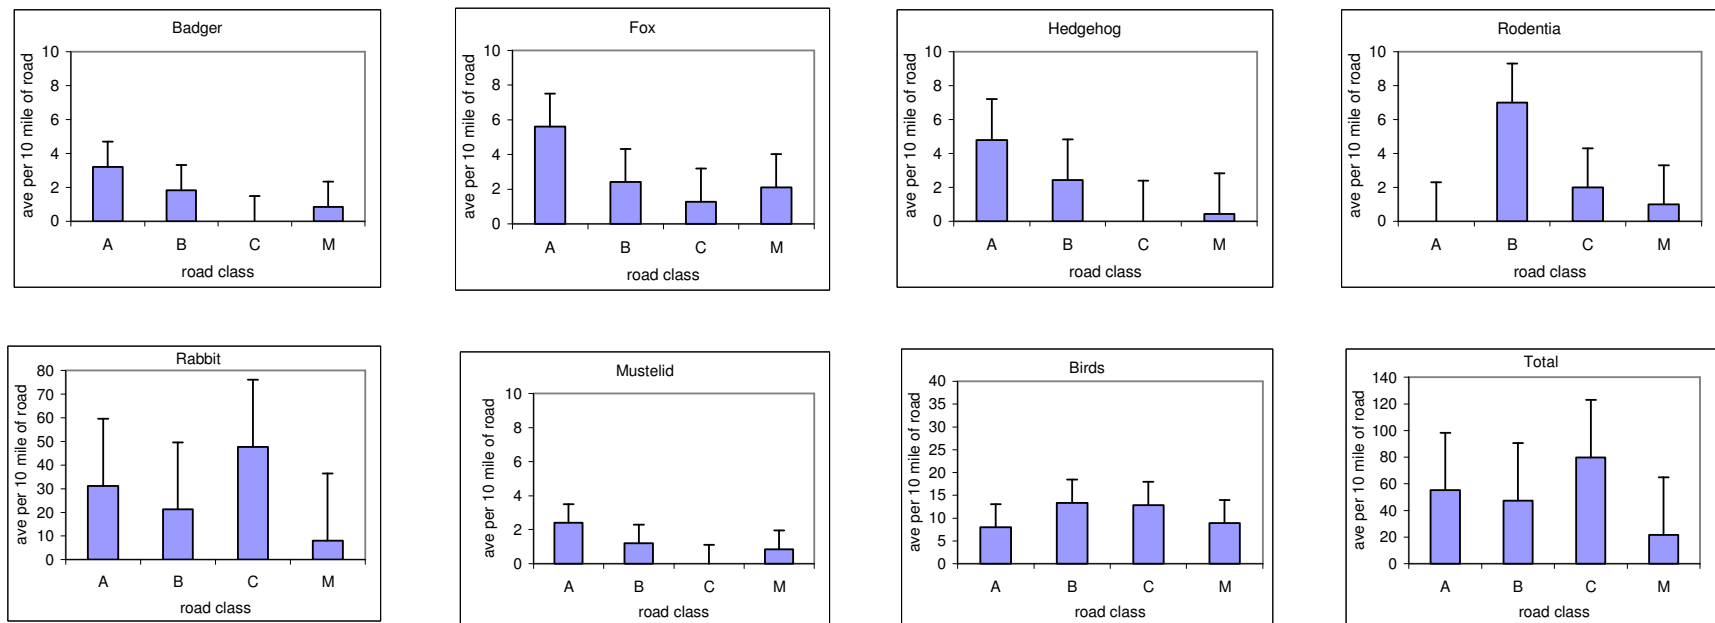 Badger
ave per 10 mile of road
10
8
6
4
2
0
A B C M
road class
Fox
ave per 10 mile of road
10
8
6
4
2
0
A B C M
road class
Hedgehog
ave per 10 mile of road
10
8
6
4
2
0
A B C M
road class
Rodentia
ave per 10 mile of road
10
8
6
4
2
0
A B C M
road class
Rabbit
ave per 10 mile of road
80
70
60
50
40
30
20
10
0
A B C M
road class
Mustelid
ave per 10 mile of road
10
8
6
4
2
0
A B C M
road class
Birds
ave per 10 mile of road
40
35
30
25
20
15
10
5
0
A B C M
road class
Total
ave per 10 mile of road
140
120
100
80
60
40
20
0
A B C M
road class